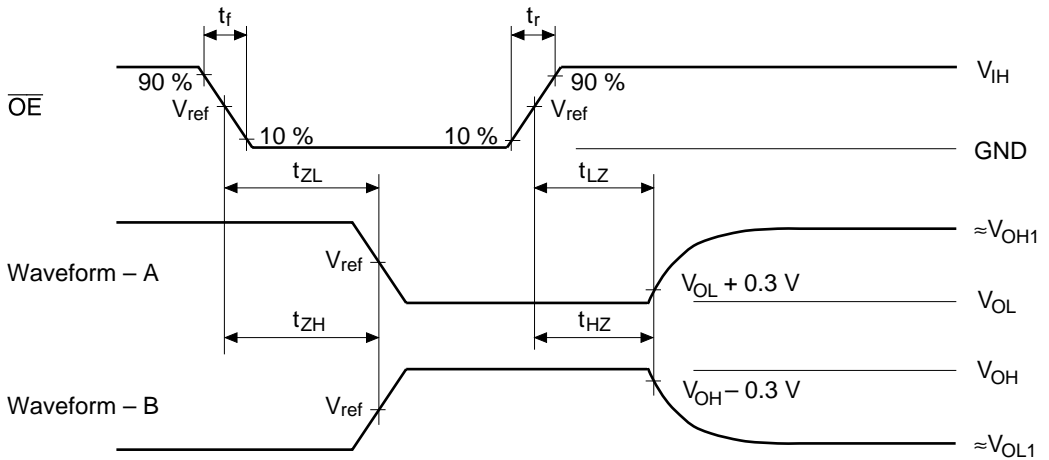 tf
tr
90 %
90 %
VIH
OE
Vref
Vref
10 %
10 %
GND
tZL
tLZ
≈VOH1
Vref
Waveform – A
VOL + 0.3 V
VOL
tZH
tHZ
VOH
VOH – 0.3 V
Waveform – B
Vref
≈VOL1